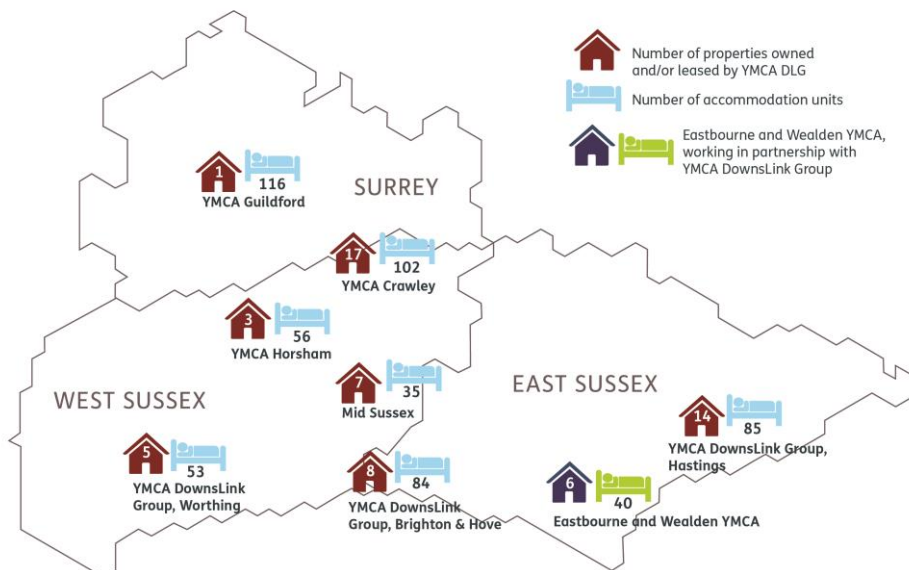 Number of properties owned
and/or leased by YMCA DLG
Number of accommodation units
Eastbourne and Wealden YMCA,
working in partnership with
YMCA DownsLink Group
1
116
YMCA Guildford
SURREY
17
102
YMCA Crawley
3
56
YMCA Horsham
7
35
Mid Sussex
WEST SUSSEX
EAST SUSSEX
14
85
YMCA DownsLink Group,
Hastings
5
53
YMCA DownsLink
Group, Worthing
8
84
YMCA DownsLink
Group, Brighton & Hove
6
40
Eastbourne and Wealden YMCA